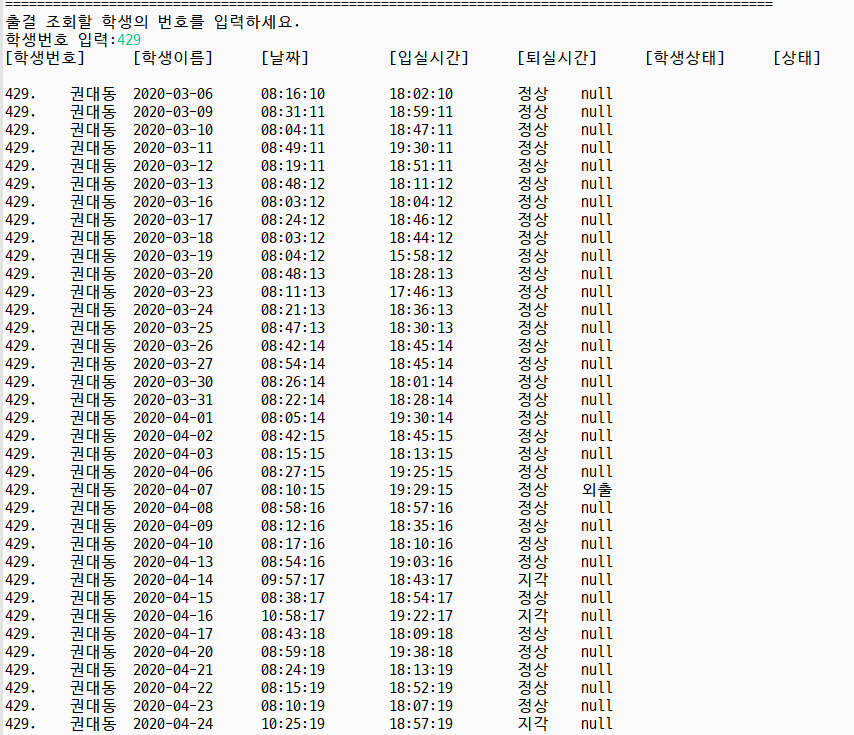 ================================================================================================
출결 조회할 학생의 번호를 입력하세요.
학생번호 입력:429
[학생번호] [학생이름] [날짜] [입실시간] [퇴실시간] [학생상태] [상태]
429. 권대동 2020-03-06 08:16:10 18:02:10 정상 null
429. 권대동 2020-03-09 08:31:11 18:59:11 정상 null
429. 권대동 2020-03-10 08:04:11 18:47:11 정상 null
429. 권대동 2020-03-11 08:49:11 19:30:11 정상 null
429. 권대동 2020-03-12 08:19:11 18:51:11 정상 null
429. 권대동 2020-03-13 08:48:12 18:11:12 정상 null
429. 권대동 2020-03-16 08:03:12 18:04:12 정상 null
429. 권대동 2020-03-17 08:24:12 18:46:12 정상 null
429. 권대동 2020-03-18 08:03:12 18:44:12 정상 null
429. 권대동 2020-03-19 08:04:12 15:58:12 정상 null
429. 권대동 2020-03-20 08:48:13 18:28:13 정상 null
429. 권대동 2020-03-23 08:11:13 17:46:13 정상 null
429. 권대동 2020-03-24 08:21:13 18:36:13 정상 null
429. 권대동 2020-03-25 08:47:13 18:30:13 정상 null
429. 권대동 2020-03-26 08:42:14 18:45:14 정상 null
429. 권대동 2020-03-27 08:54:14 18:45:14 정상 null
429. 권대동 2020-03-30 08:26:14 18:01:14 정상 null
429. 권대동 2020-03-31 08:22:14 18:28:14 정상 null
429. 권대동 2020-04-01 08:05:14 19:30:14 정상 null
429. 권대동 2020-04-02 08:42:15 18:45:15 정상 null
429. 권대동 2020-04-03 08:15:15 18:13:15 정상 null
429. 권대동 2020-04-06 08:27:15 19:25:15 정상 null
429. 권대동 2020-04-07 08:10:15 19:29:15 정상 외출
429. 권대동 2020-04-08 08:58:16 18:57:16 정상 null
429. 권대동 2020-04-09 08:12:16 18:35:16 정상 null
429. 권대동 2020-04-10 08:17:16 18:10:16 정상 null
429. 권대동 2020-04-13 08:54:16 19:03:16 정상 null
429. 권대동 2020-04-14 09:57:17 18:43:17 지각 null
429. 권대동 2020-04-15 08:38:17 18:54:17 정상 null
429. 권대동 2020-04-16 10:58:17 19:22:17 지각 null
429. 권대동 2020-04-17 08:43:18 18:09:18 정상 null
429. 권대동 2020-04-20 08:59:18 19:38:18 정상 null
429. 권대동 2020-04-21 08:24:19 18:13:19 정상 null
429. 권대동 2020-04-22 08:15:19 18:52:19 정상 null
429. 권대동 2020-04-23 08:10:19 18:07:19 정상 null
429. 권대동 2020-04-24 10:25:19 18:57:19 지각 null